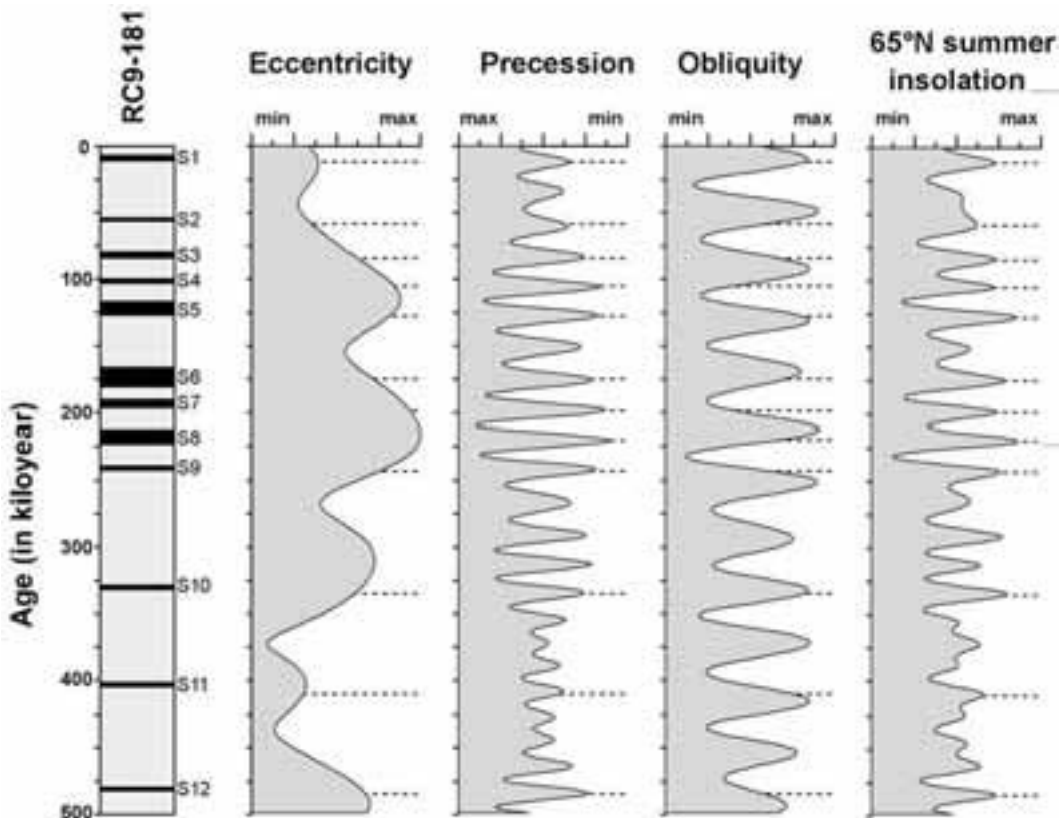 RC9-181
Eccentricity
Precession
Obliquity
65ºN summer
insolation
min max
max min
min max
min max
Age (in kiloyear)
0
100
200
300
400
500
S1
S2
S3
S4
S5
S6
S7
S8
S9
S10
S11
S12